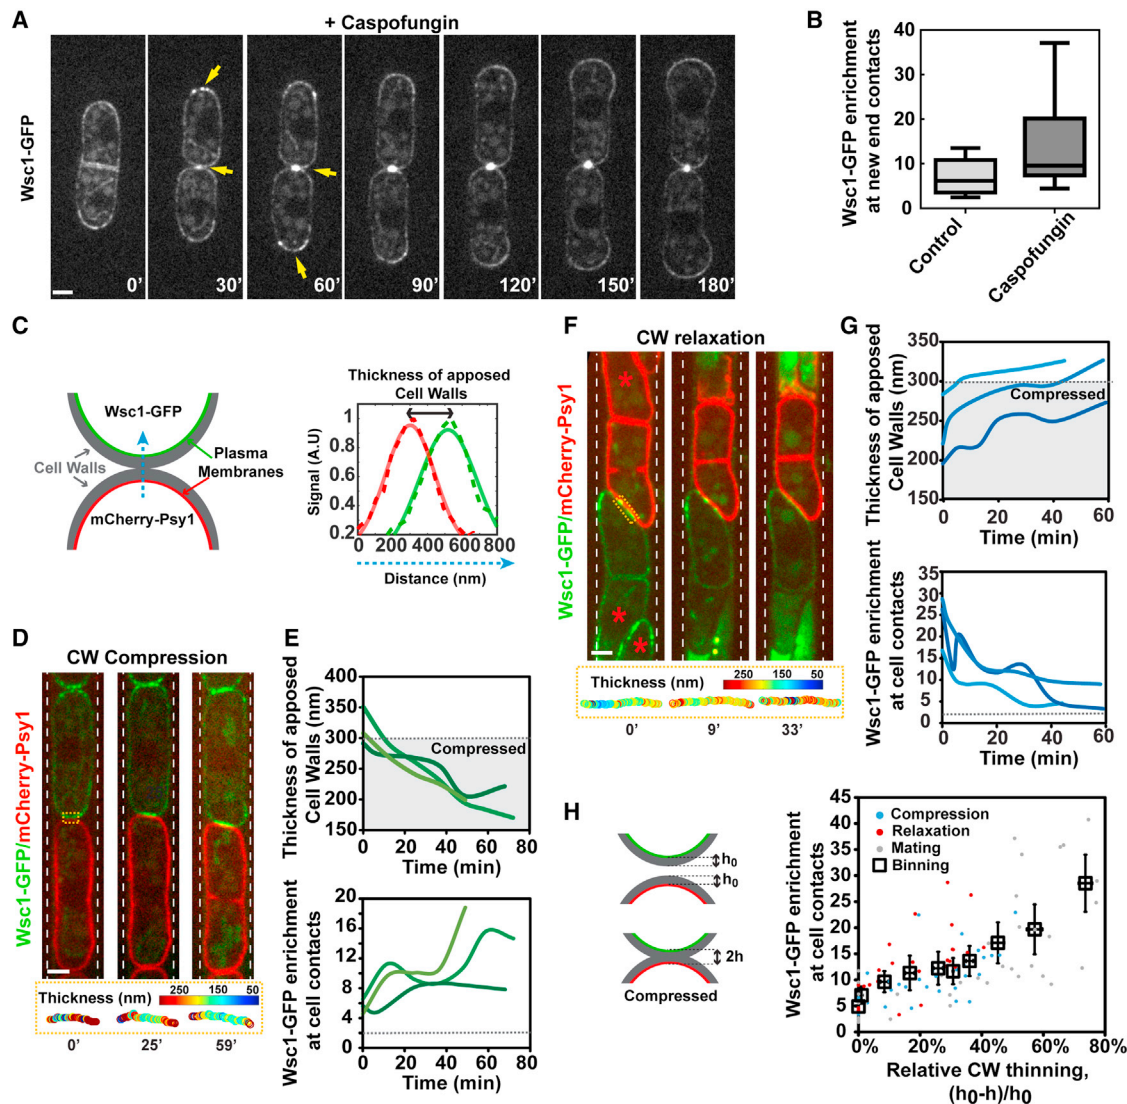 A
+ Caspofungin
Wsc1-GFP
0’
30’
60’
90’
120’
150’
180’
B
Wsc1-GFP enrichment
at new end contacts
40
30
20
10
0
Control
Caspofungin
C
Wsc1-GFP
Cell Walls
Plasma
Membranes
mCherry-Psy1
Thickness of apposed
Cell Walls
Signal (A.U)
1
0.8
0.6
0.4
0.2
0 200 400 600 800
Distance (nm)
D
CW Compression
Wsc1-GFP/mCherry-Psy1
Thickness (nm)
250 150 50
0’ 25’ 59’
E
Thickness of apposed
Cell Walls (nm)
400
350
300
250
200
150
Compressed
0 20 40 60 80
Time (min)
Wsc1-GFP enrichment
at cell contacts
20
16
12
8
4
2
0
0 20 40 60 80
Time (min)
F
CW relaxation
Wsc1-GFP/mCherry-Psy1
*
*
*
Thickness (nm)
250 150 50
0’ 9’ 33’
G
Thickness of apposed
Cell Walls (nm)
350
300
250
200
150
Compressed
0 20 40 60
Time (min)
Wsc1-GFP enrichment
at cell contacts
35
25
20
15
10
5
0
0 20 40 60
Time (min)
H
h0
h0
2h
Compressed
Wsc1-GFP enrichment
at cell contacts
45
40
35
30
25
20
15
10
5
0
Compression
Relaxation
Mating
Binning
0% 20% 40% 60% 80%
Relative CW thinning,
(h0-h)/h0